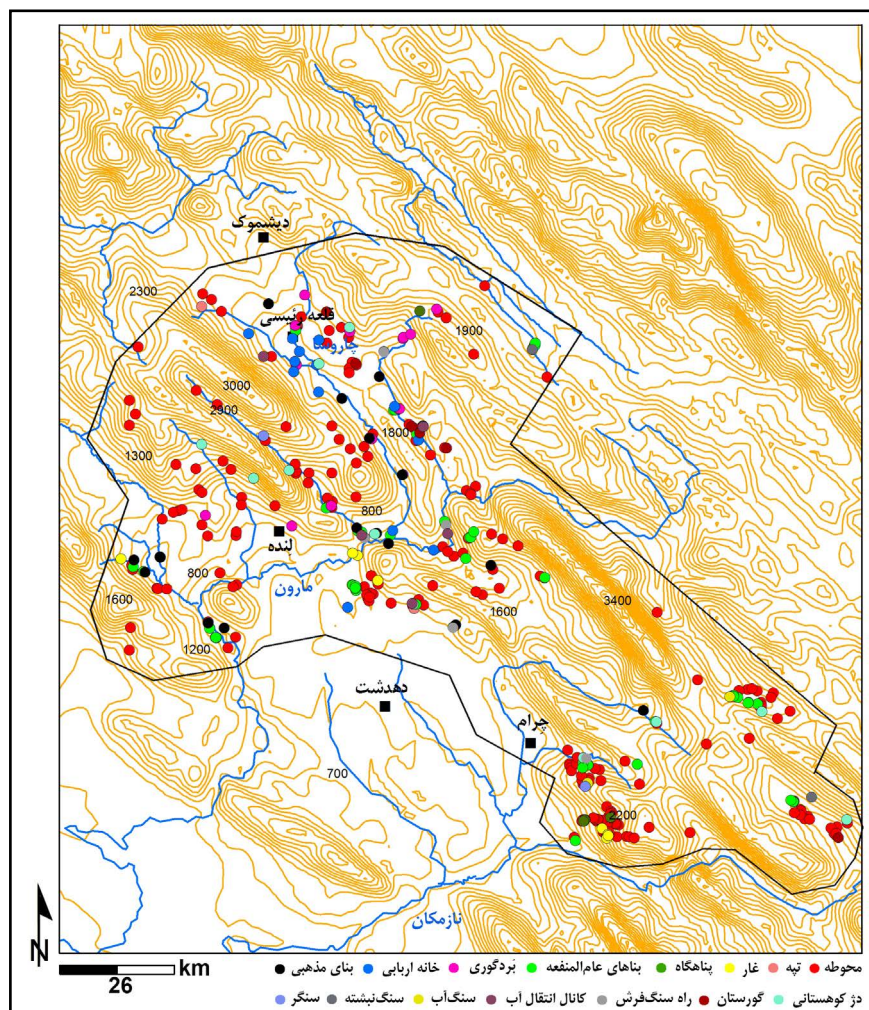 دیشموک
2300
قلعه رئیسی
چاروسا
1900
3000
2900
1800
1300
800
لنده
800
مارون
1600
1600
3400
1200
دهدشت
چرام
700
2200
نازمکان
N
26
km
محوطه تپه غار پناهگاه بناهای عام‌المنفعه بُردگوری خانه اربابی بنای مذهبی
دژ کوهستانی گورستان راه سنگ‌فرش کانال انتقال آب سنگ‌آب سنگ‌نبشته سنگر